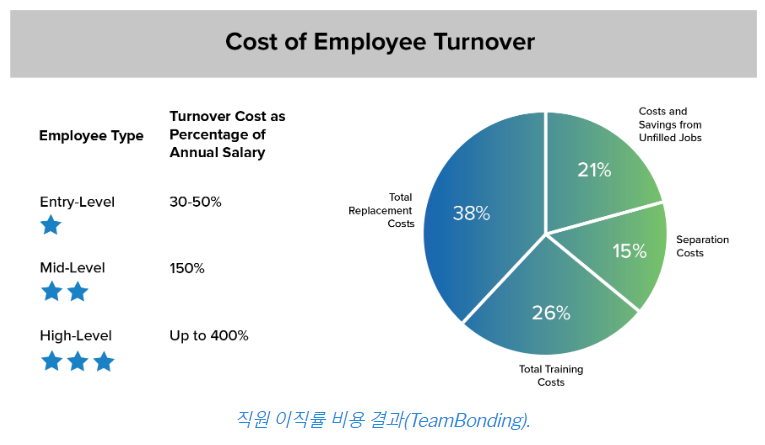 Cost of Employee Turnover
Employee Type
Turnover Cost as
Percentage of
Annual Salary
Entry-Level
30-50%
Mid-Level
150%
High-Level
Up to 400%
Costs and
Savings from
Unfilled Jobs
21%
Total
Replacement
Costs
38%
15%
Separation
Costs
26%
Total Training
Costs
직원 이직률 비용 결과(TeamBonding).